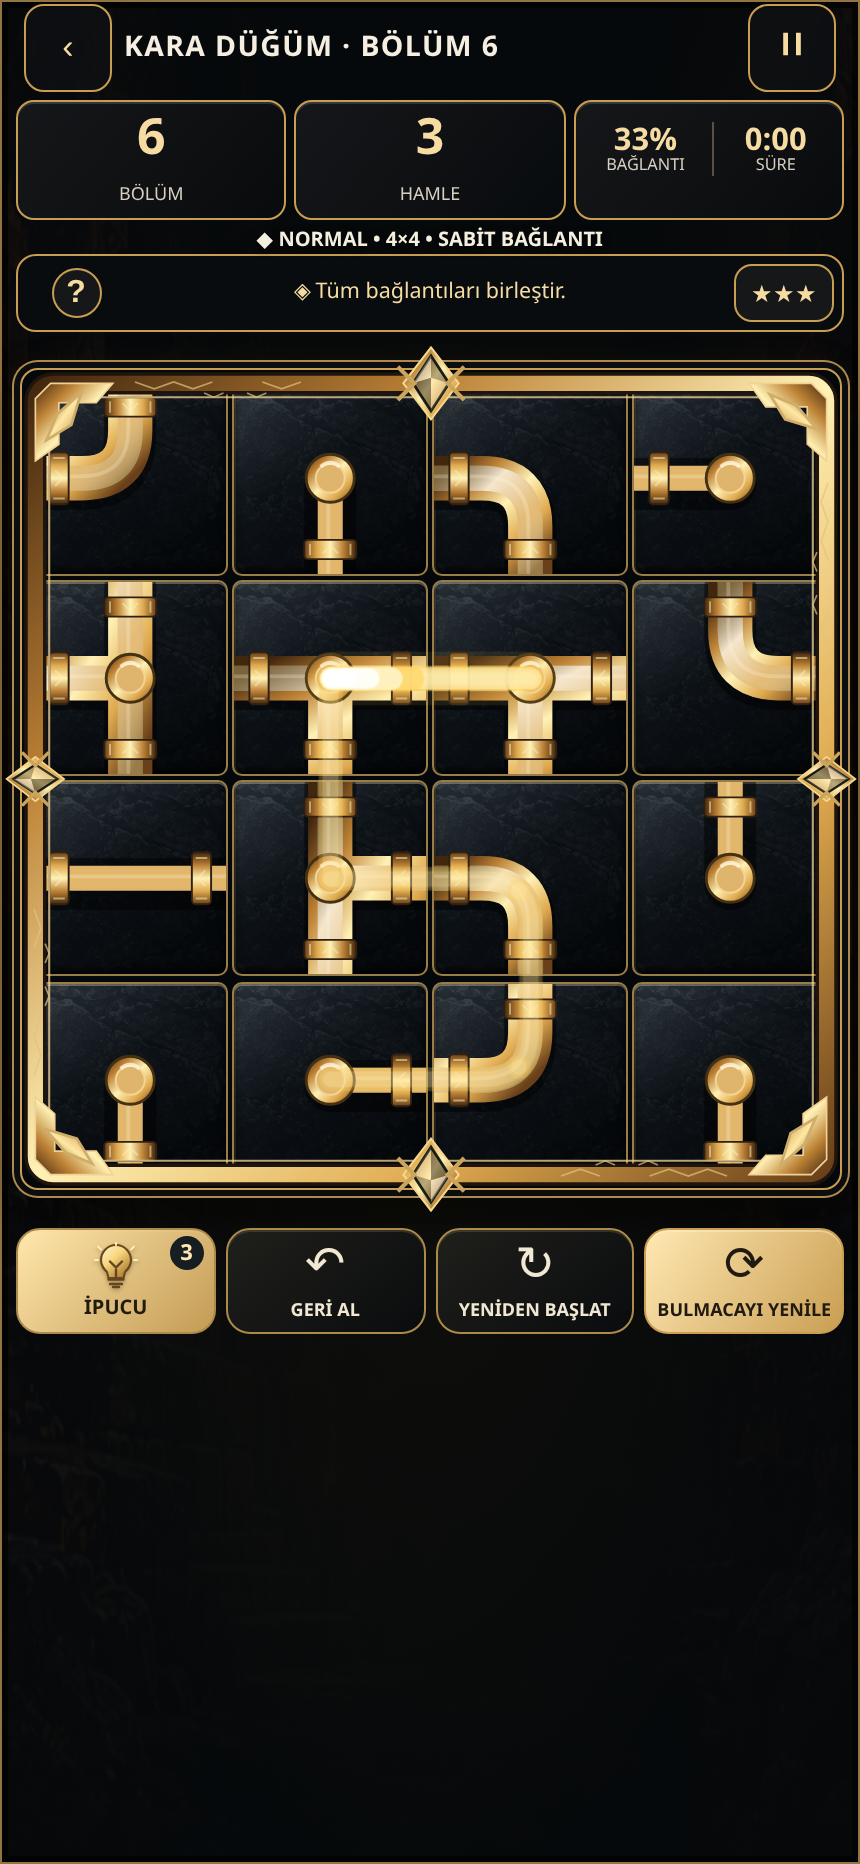 ‹ KARA DÜĞÜM · BÖLÜM 6
6
BÖLÜM
3
HAMLE
33%
BAĞLANTI
0:00
SÜRE
◆ NORMAL • 4×4 • SABİT BAĞLANTI
?
◈ Tüm bağlantıları birleştir.
★★★
3
İPUCU
GERİ AL
YENİDEN BAŞLAT
BULMACAYI YENİLE